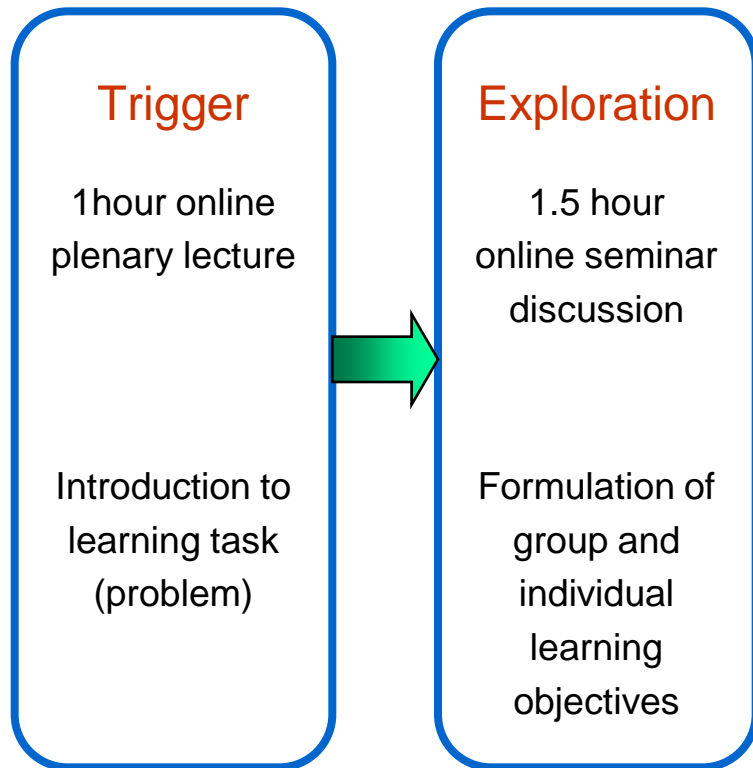 Trigger
1hour online
plenary lecture
Introduction to
learning task
(problem)
Exploration
1.5 hour
online seminar
discussion
Formulation of
group and
individual
learning
objectives